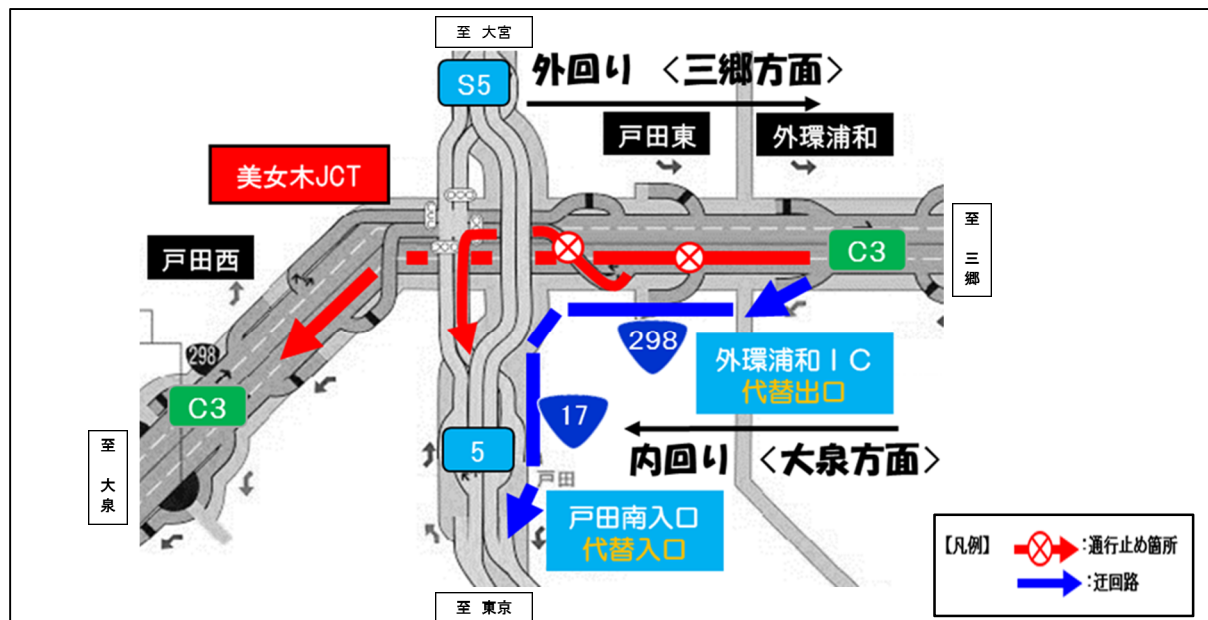 至 大宮
S5
外回り <三郷方面>
戸田東
外環浦和
美女木JCT
戸田西
C3
至 三郷
298
298
外環浦和IC
代替出口
C3
17
内回り <大泉方面>
5
至 大泉
戸田
戸田南入口
代替入口
【凡例】
:通行止め箇所
:迂回路
至 東京